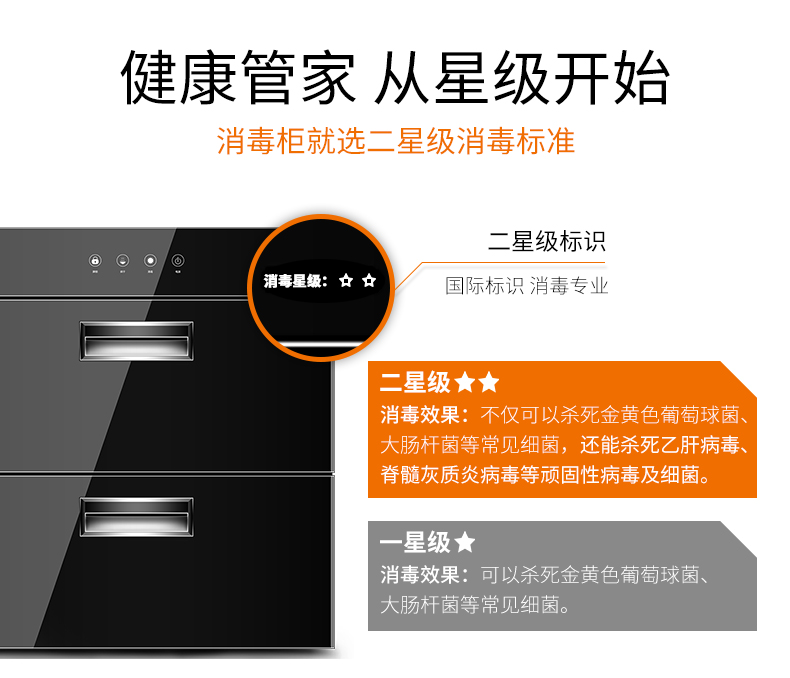 健康管家 从星级开始
消毒柜就选二星级消毒标准
消毒星级：☆ ☆
二星级标识
国际标识 消毒专业
二星级★★
消毒效果：不仅可以杀死金黄色葡萄球菌、
大肠杆菌等常见细菌，还能杀死乙肝病毒、
脊髓灰质炎病毒等顽固性病毒及细菌。
一星级★
消毒效果：可以杀死金黄色葡萄球菌、
大肠杆菌等常见细菌。